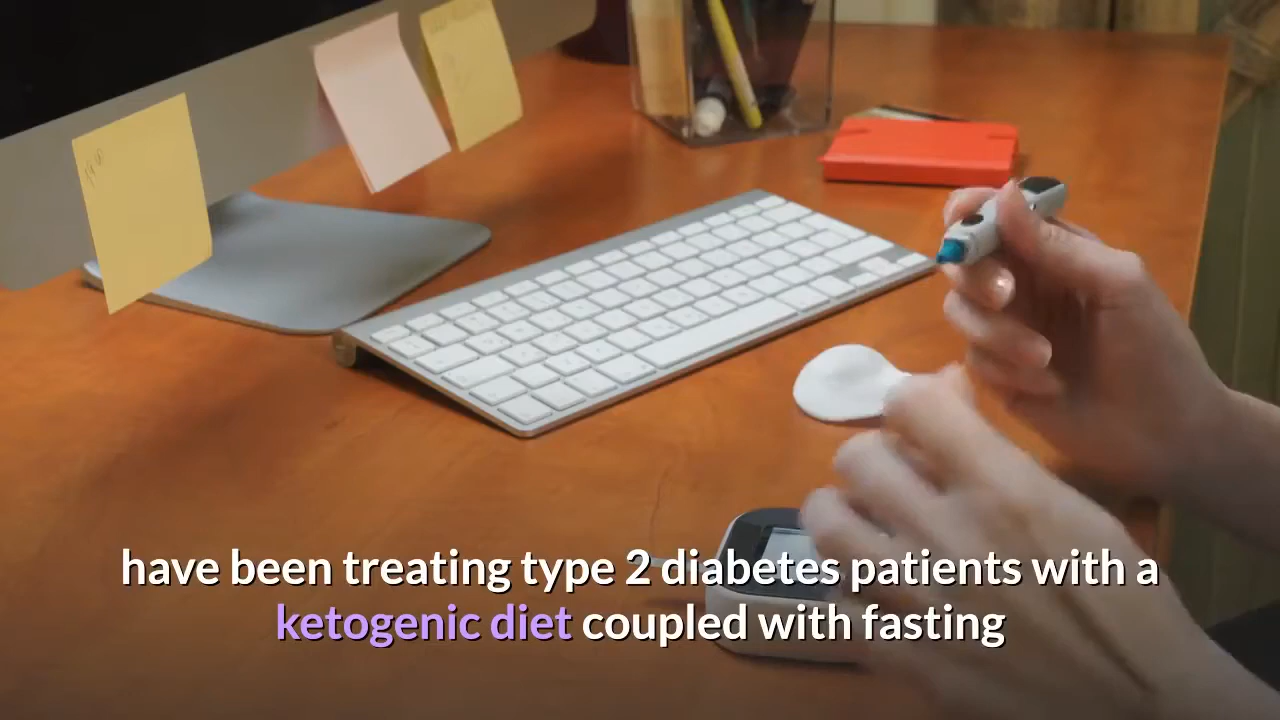 have been treating type 2 diabetes patients with a
ketogenic diet coupled with fasting